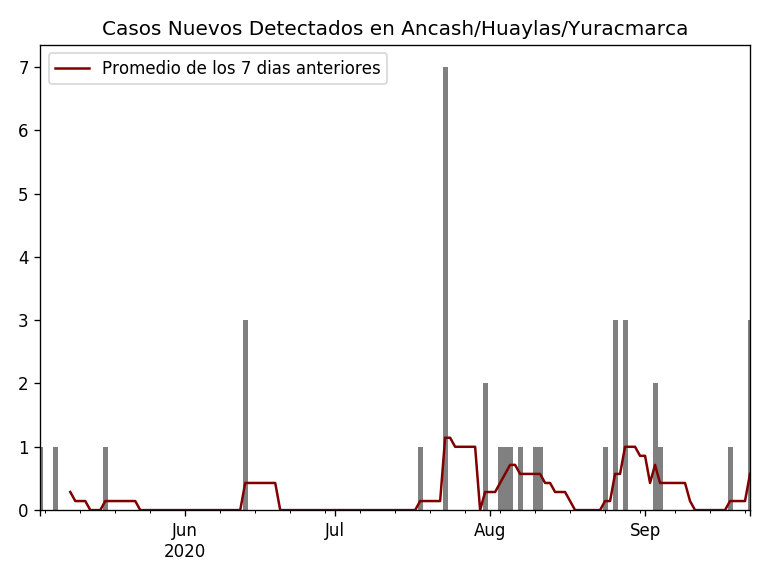 Casos Nuevos Detectados en Ancash/Huaylas/Yuracmarca
Promedio de los 7 dias anteriores
7
6
5
4
3
2
1
0
Jun
2020
Jul
Aug
Sep